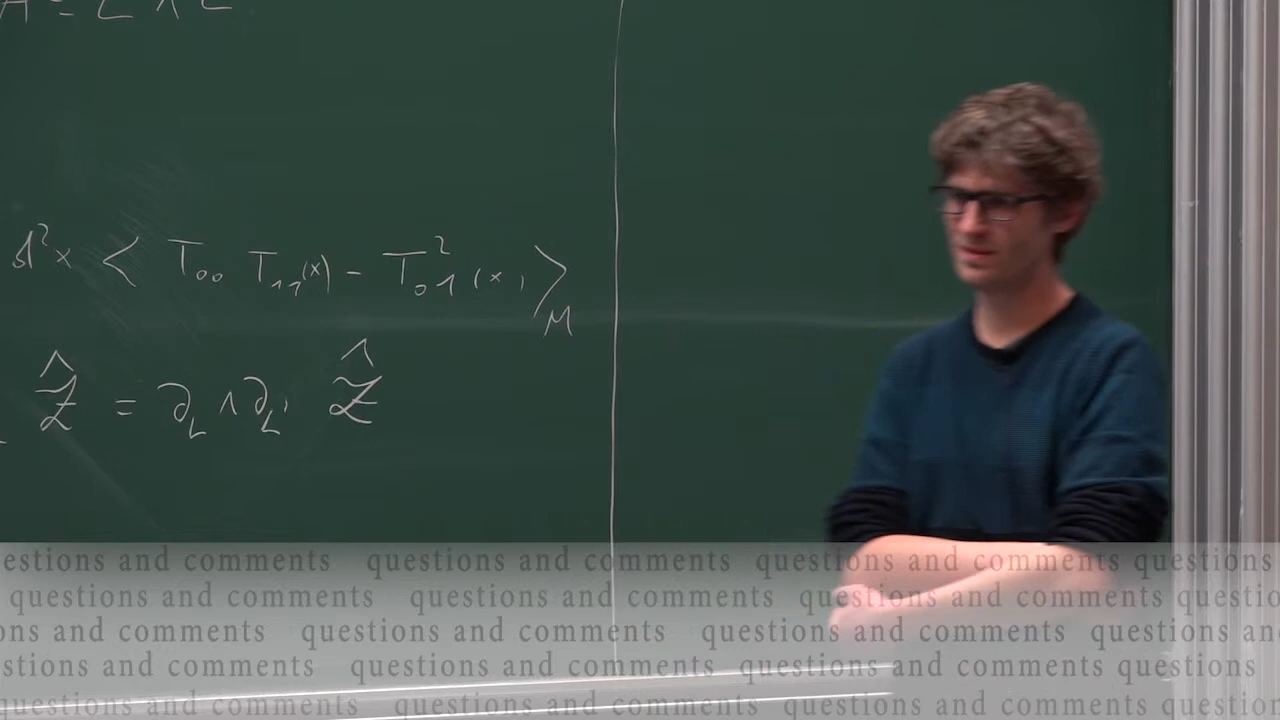 A = L ∧ L
d²x < T₀₀ T₁₁(x) - T₀₁²(x) >_M
Ẑ = ∂_L ∧ ∂_L' Ẑ
estions and comments questions and comments questions and comments questions
questions and comments questions and comments questions and comments questio
ons and comments questions and comments questions and comments questions an
stions and comments questions and comments questions and comments questions
questions and comments questions and comments questions and comments question